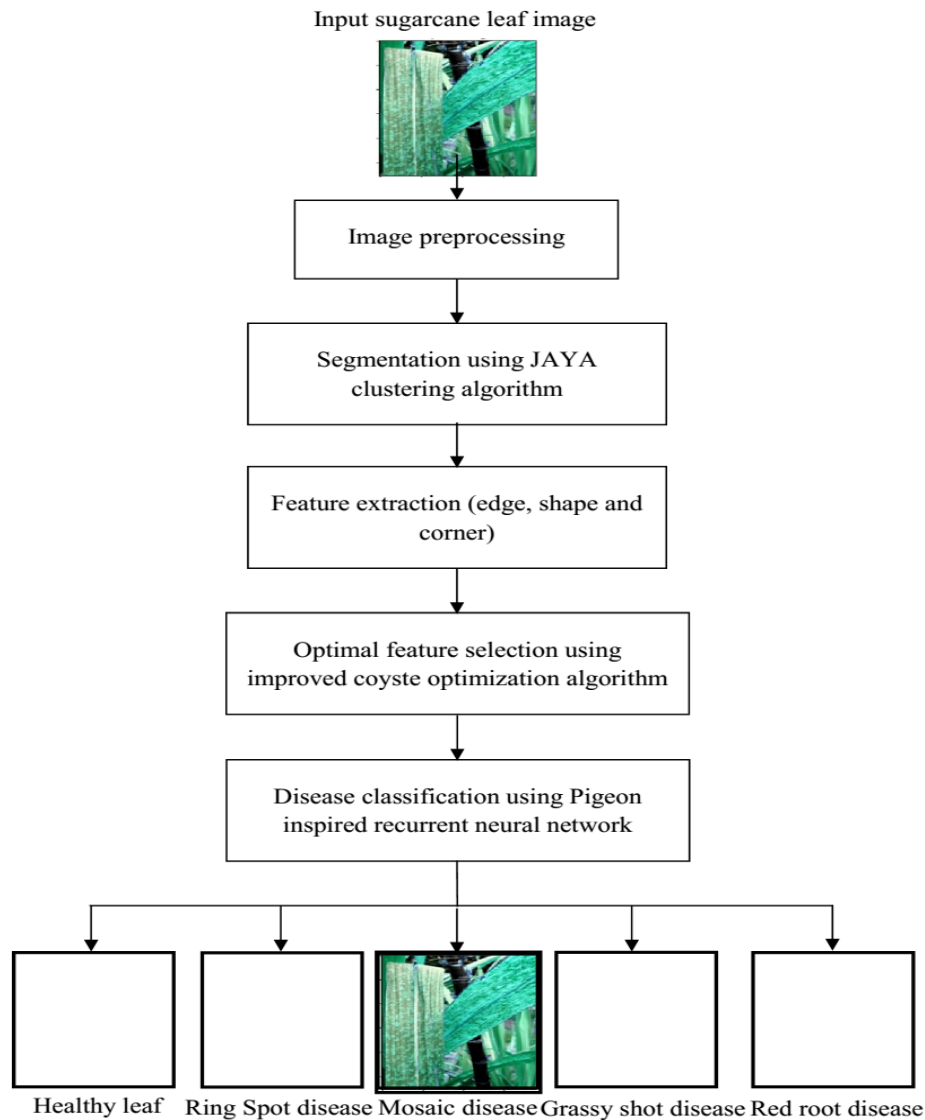 Input sugarcane leaf image
Image preprocessing
Segmentation using JAYA
clustering algorithm
Feature extraction (edge, shape and
corner)
Optimal feature selection using
improved coyste optimization algorithm
Disease classification using Pigeon
inspired recurrent neural network
Healthy leaf Ring Spot disease Mosaic disease Grassy shot disease Red root disease